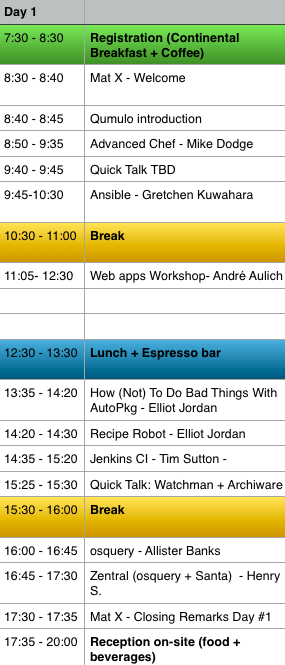 Day 1
7:30 - 8:30 Registration (Continental
Breakfast + Coffee)
8:30 - 8:40 Mat X - Welcome
8:40 - 8:45 Qumulo introduction
8:50 - 9:35 Advanced Chef - Mike Dodge
9:40 - 9:45 Quick Talk TBD
9:45-10:30 Ansible - Gretchen Kuwahara
10:30 - 11:00 Break
11:05- 12:30 Web apps Workshop- André Aulich
12:30 - 13:30 Lunch + Espresso bar
13:35 - 14:20 How (Not) To Do Bad Things With
AutoPkg - Elliot Jordan
14:20 - 14:30 Recipe Robot - Elliot Jordan
14:35 - 15:20 Jenkins CI - Tim Sutton -
15:25 - 15:30 Quick Talk: Watchman + Archiware
15:30 - 16:00 Break
16:00 - 16:45 osquery - Allister Banks
16:45 - 17:30 Zentral (osquery + Santa) - Henry
S.
17:30 - 17:35 Mat X - Closing Remarks Day #1
17:35 - 20:00 Reception on-site (food +
beverages)